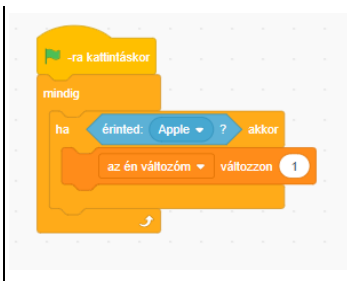 -ra kattintáskor
mindig
ha érinted: Apple ? akkor
az én változóm változzon 1